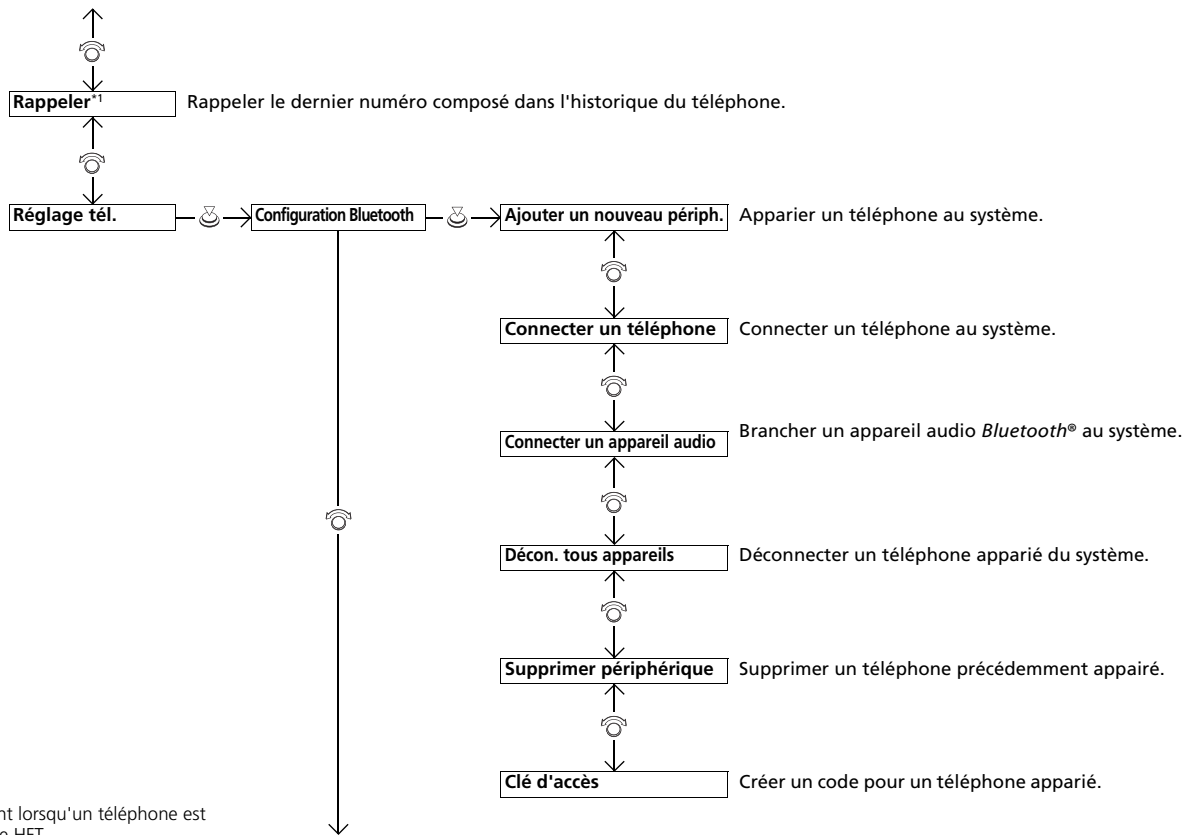 Rappeler*1 Rappeler le dernier numéro composé dans l'historique du téléphone.
Réglage tél. Configuration Bluetooth Ajouter un nouveau périph. Apparier un téléphone au système.
Connecter un téléphone Connecter un téléphone au système.
Connecter un appareil audio Brancher un appareil audio Bluetooth® au système.
Décon. tous appareils Déconnecter un téléphone apparié du système.
Supprimer périphérique Supprimer un téléphone précédemment appairé.
Clé d'accès Créer un code pour un téléphone apparié.
nt lorsqu'un téléphone est
e HFT